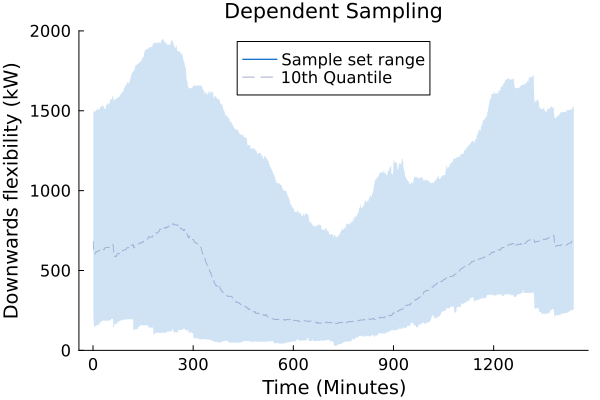 Dependent Sampling
Downwards flexibility (kW)
2000
1500
1000
500
0
Sample set range
10th Quantile
0 300 600 900 1200
Time (Minutes)